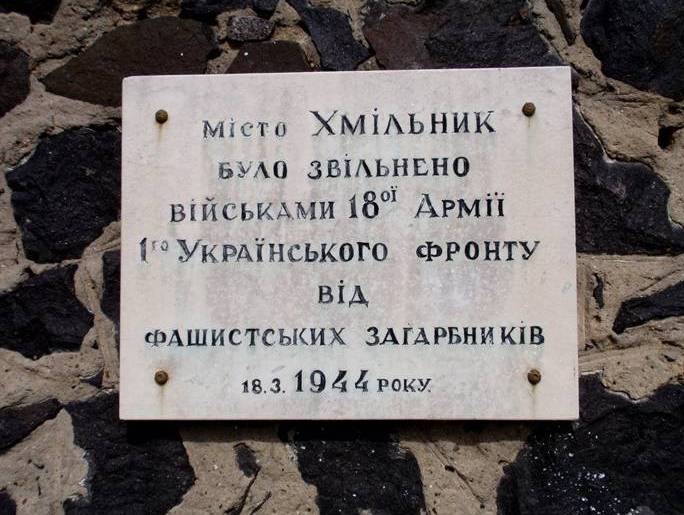 Місто Хмільник
було звільнено
військами 18ої Армії
1го Українського фронту
від
фашистських загарбників
18.3. 1944 року.